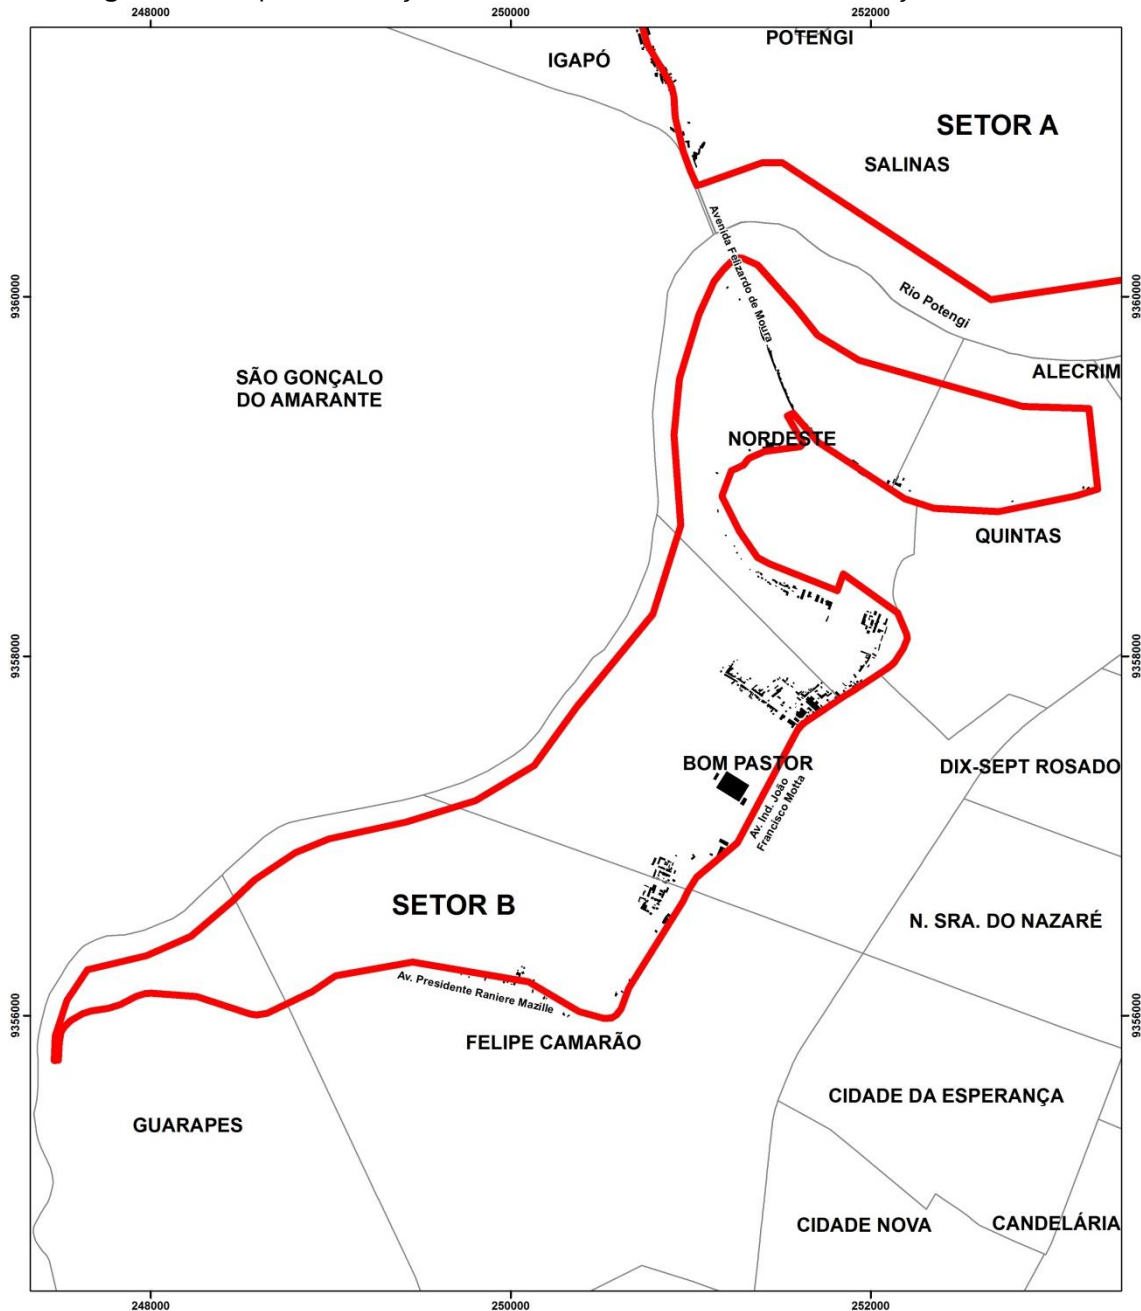 248000
250000
252000
POTENGI
IGAPÓ
SETOR A
SALINAS
Avenida Felizardo de Moura
9360000
9360000
Rio Potengi
SÃO GONÇALO
DO AMARANTE
ALECRIM
NORDESTE
QUINTAS
9358000
9358000
BOM PASTOR
DIX-SEPT ROSADO
Av. Ind. João
Francisco Motta
SETOR B
N. SRA. DO NAZARÉ
Av. Presidente Raniere Mazille
9356000
9356000
FELIPE CAMARÃO
CIDADE DA ESPERANÇA
GUARAPES
CIDADE NOVA
CANDELÁRIA
248000
250000
252000